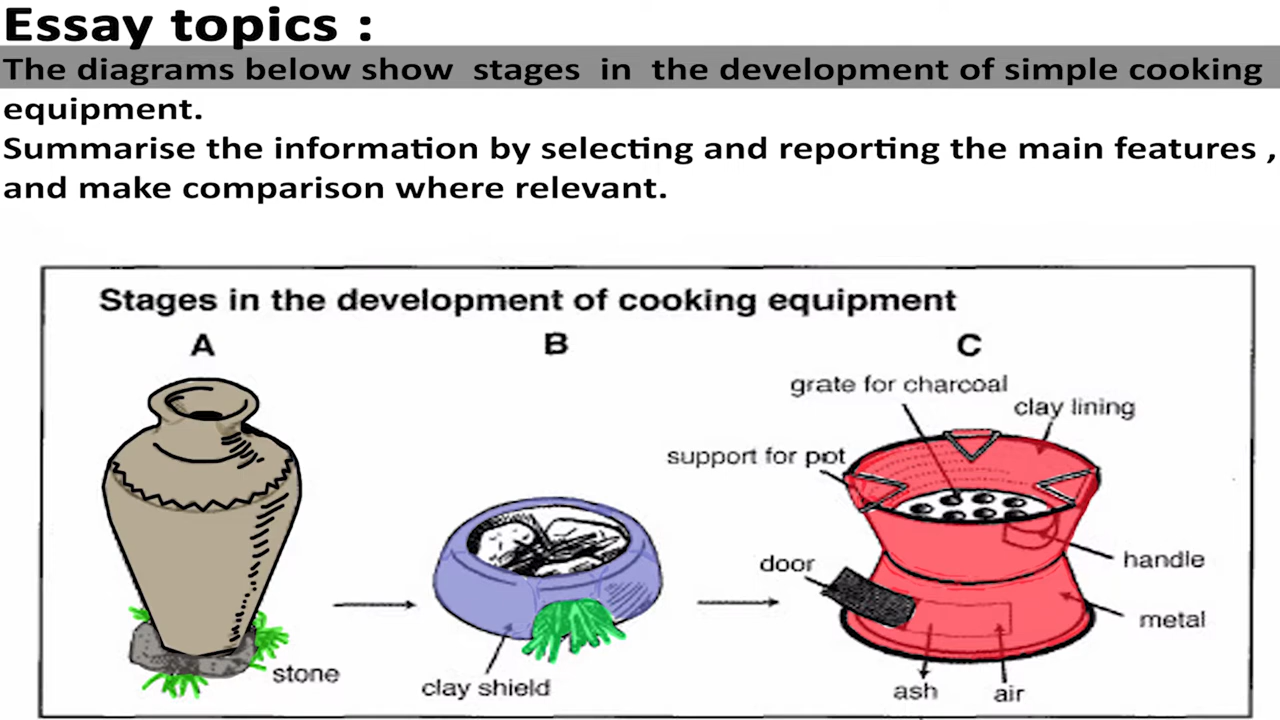 Essay topics :
The diagrams below show stages in the development of simple cooking
equipment.
Summarise the information by selecting and reporting the main features ,
and make comparison where relevant.
Stages in the development of cooking equipment
A
B
C
grate for charcoal
clay lining
support for pot
door
handle
metal
stone
clay shield
ash
air